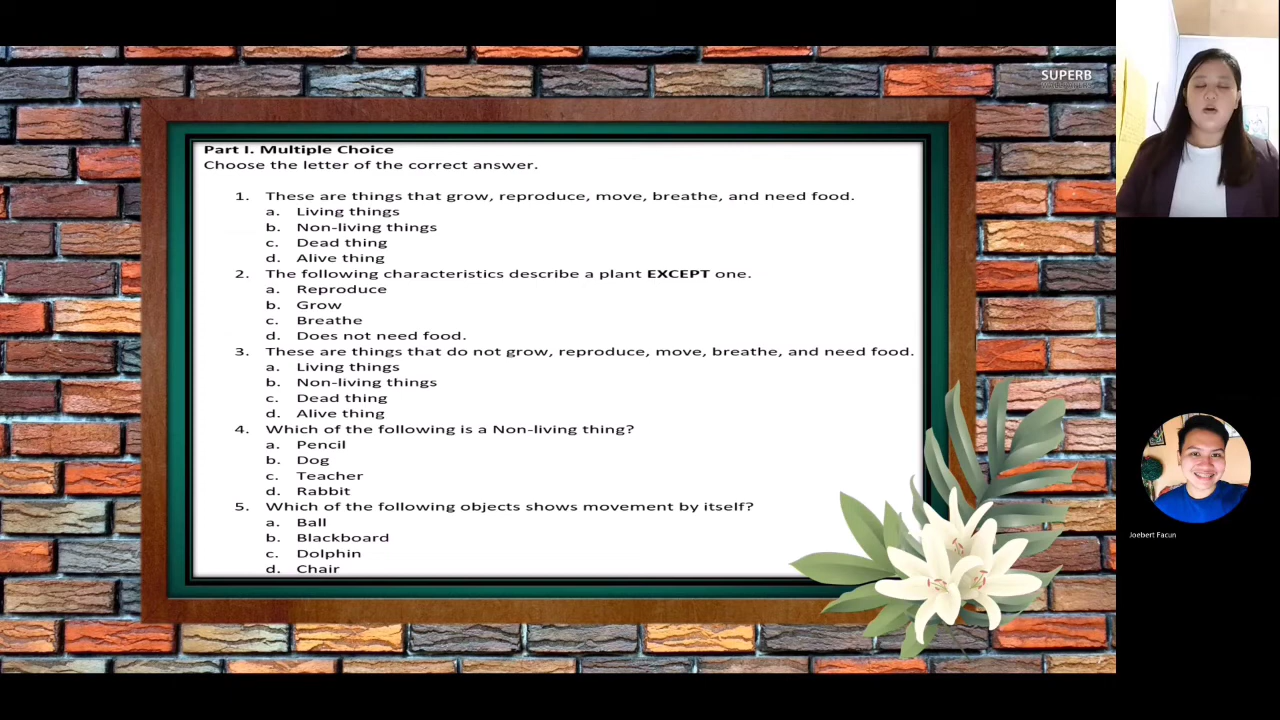 SUPERB
Part I. Multiple Choice
Choose the letter of the correct answer.
1. These are things that grow, reproduce, move, breathe, and need food.
a. Living things
b. Non-living things
c. Dead thing
d. Alive thing
2. The following characteristics describe a plant EXCEPT one.
a. Reproduce
b. Grow
c. Breathe
d. Does not need food.
3. These are things that do not grow, reproduce, move, breathe, and need food.
a. Living things
b. Non-living things
c. Dead thing
d. Alive thing
4. Which of the following is a Non-living thing?
a. Pencil
b. Dog
c. Teacher
d. Rabbit
5. Which of the following objects shows movement by itself?
a. Ball
b. Blackboard
c. Dolphin
d. Chair
Joebert Facun